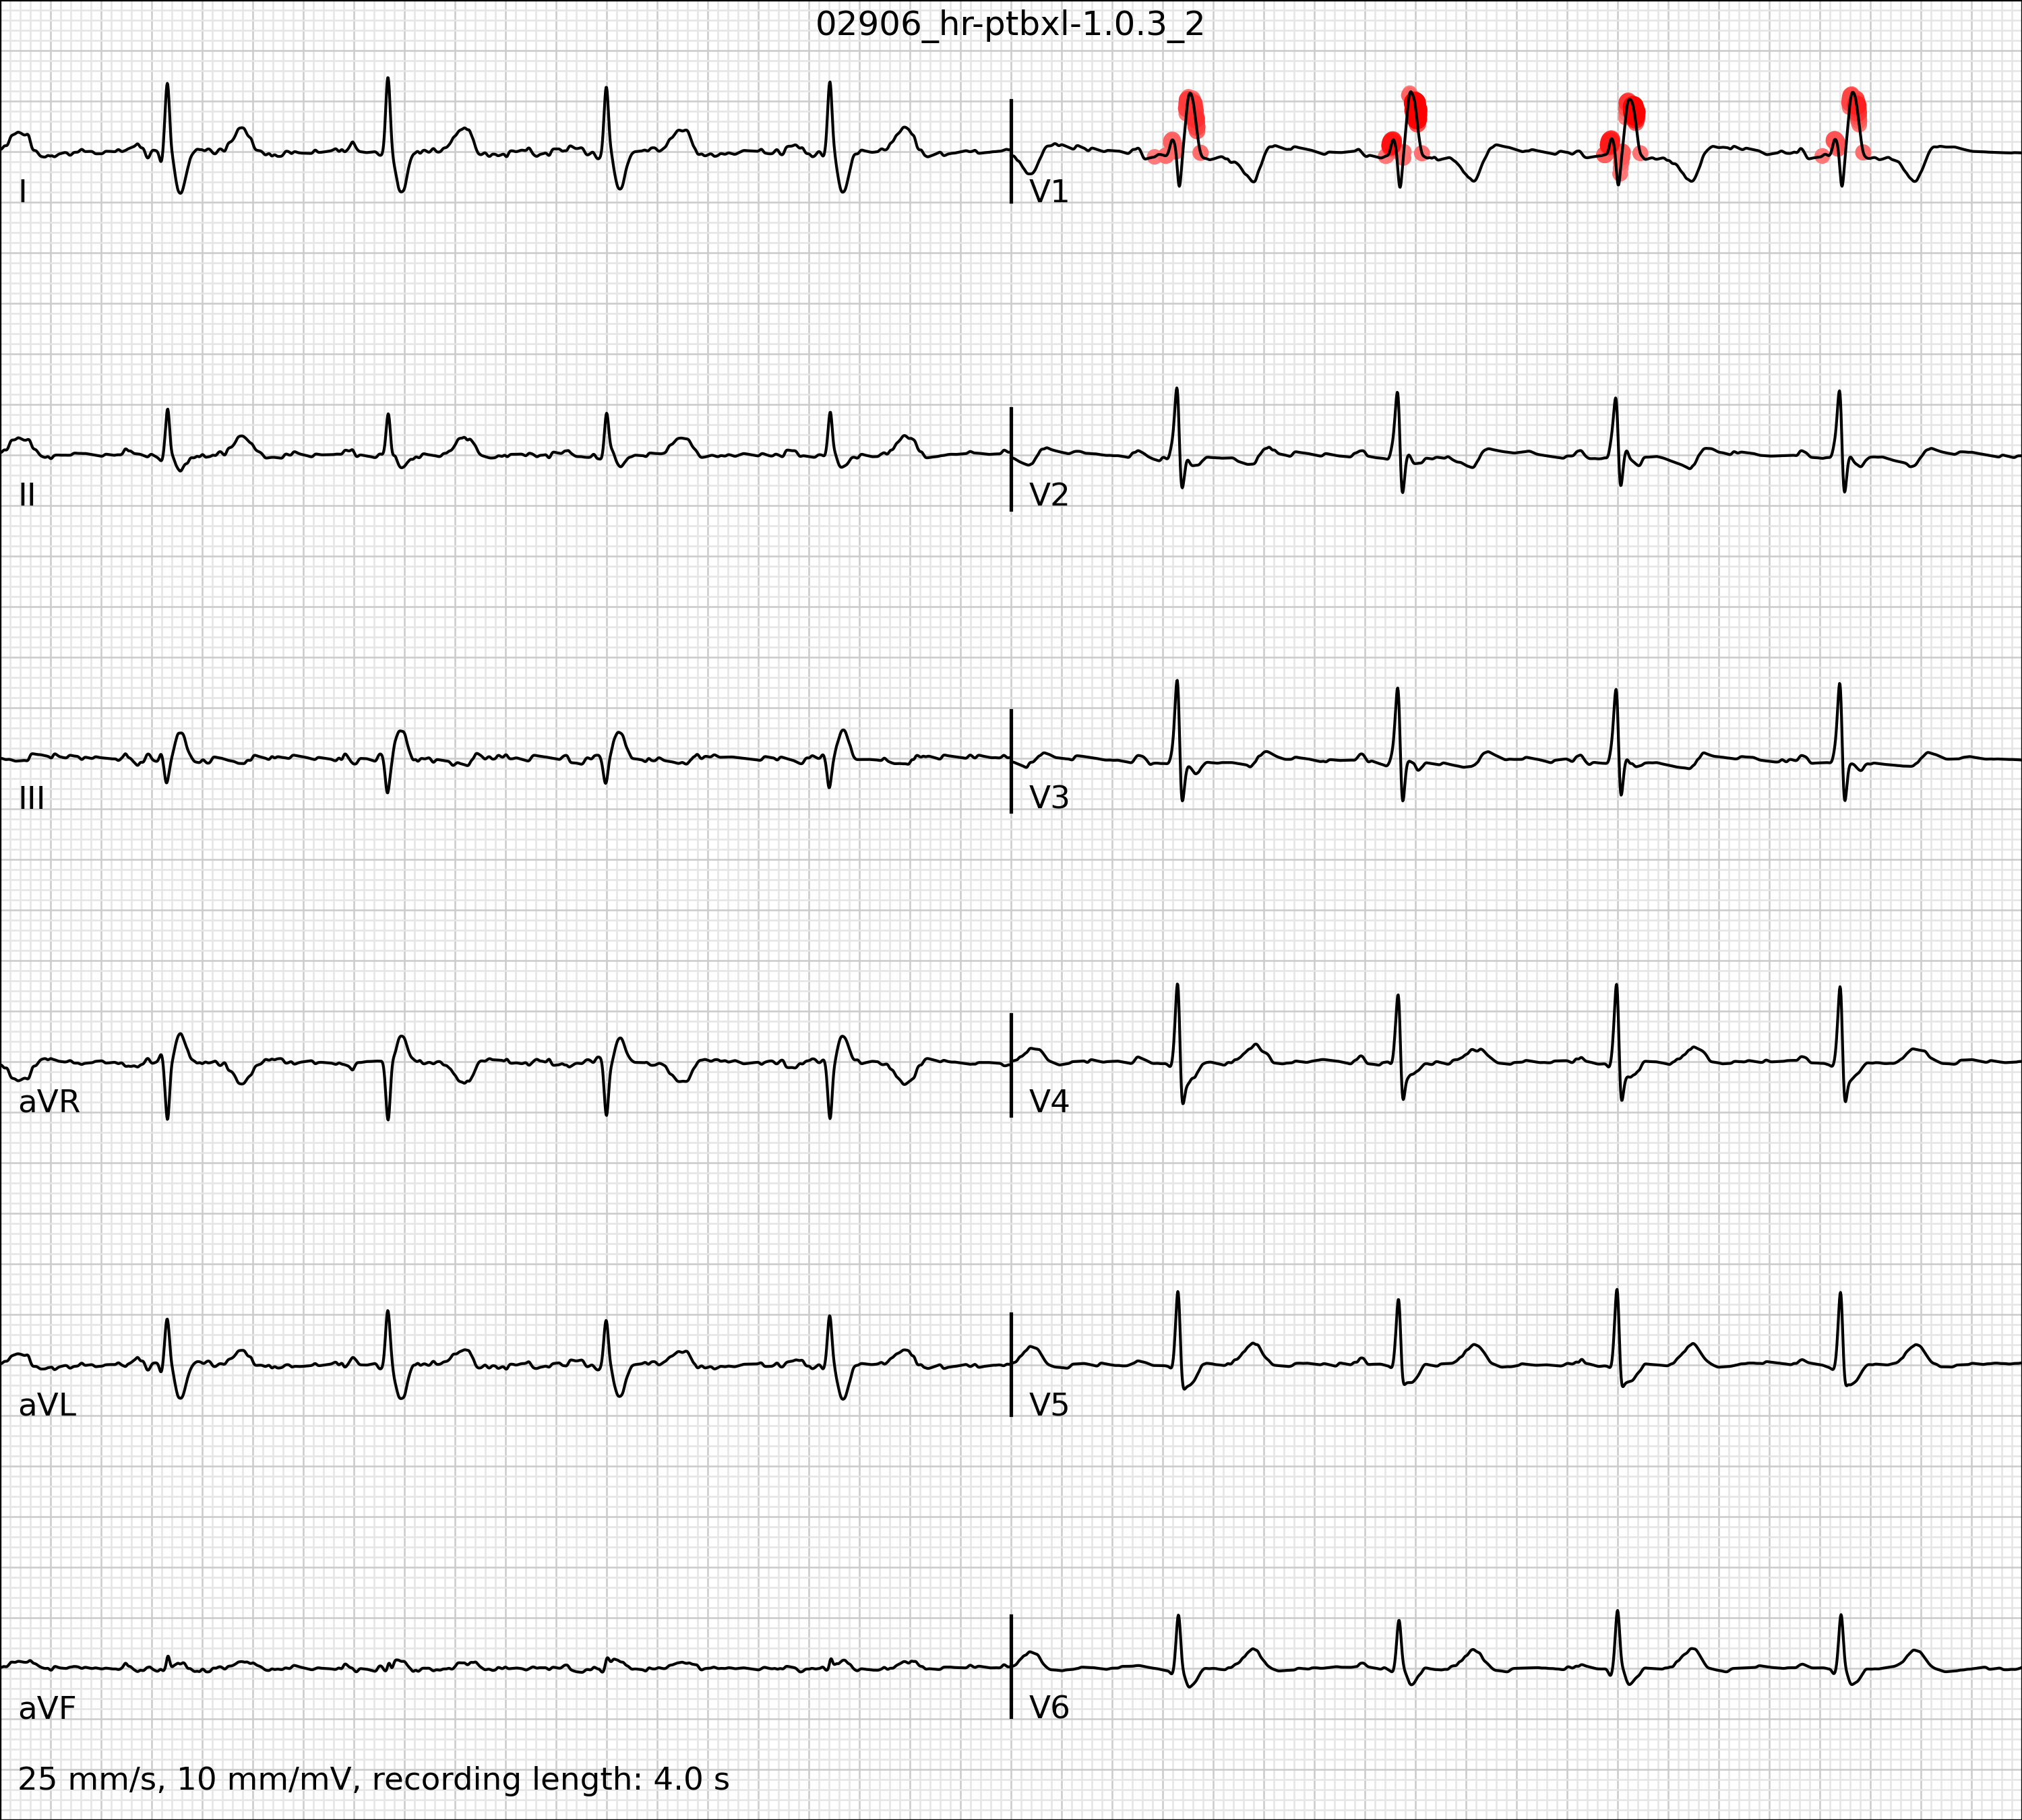 02906_hr-ptbxl-1.0.3_2
I
V1
II
V2
III
V3
aVR
V4
aVL
V5
aVF
V6
25 mm/s, 10 mm/mV, recording length: 4.0 s